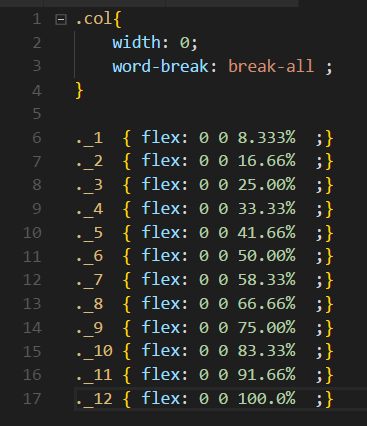 1 .col{
2 width: 0;
3 word-break: break-all ;
4 }
5
6 ._1 { flex: 0 0 8.333% ;}
7 ._2 { flex: 0 0 16.66% ;}
8 ._3 { flex: 0 0 25.00% ;}
9 ._4 { flex: 0 0 33.33% ;}
10 ._5 { flex: 0 0 41.66% ;}
11 ._6 { flex: 0 0 50.00% ;}
12 ._7 { flex: 0 0 58.33% ;}
13 ._8 { flex: 0 0 66.66% ;}
14 ._9 { flex: 0 0 75.00% ;}
15 ._10 { flex: 0 0 83.33% ;}
16 ._11 { flex: 0 0 91.66% ;}
17 ._12 { flex: 0 0 100.0% ;}